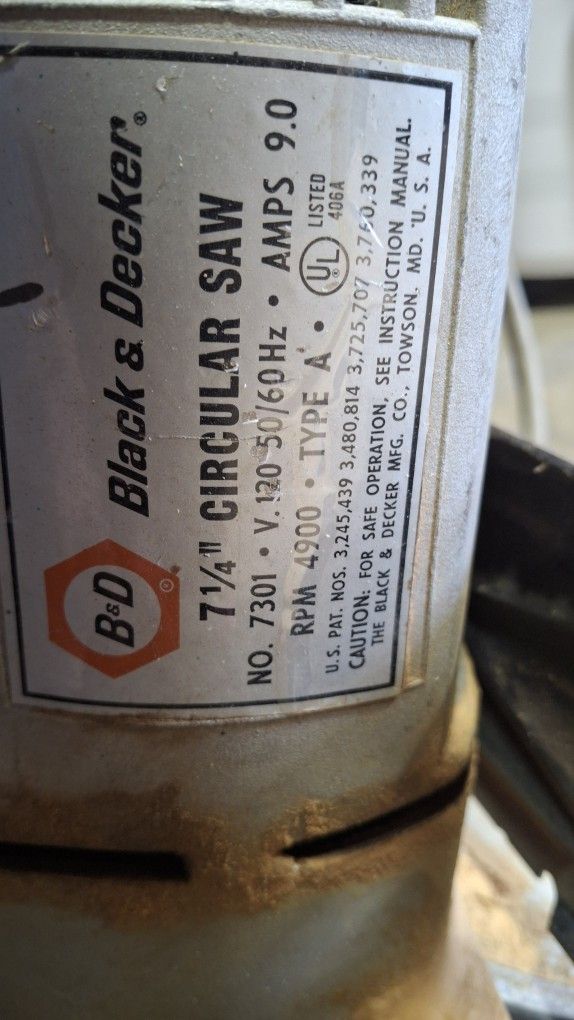 B&D® Black & Decker®
7 1/4" CIRCULAR SAW
NO. 7301 • V. 120 50/60 Hz • AMPS 9.0
RPM 4900 • TYPE A • UL® LISTED 406A
U.S. PAT. NOS. 3,245,439 3,480,814 3,725,707 3,760,339
CAUTION: FOR SAFE OPERATION, SEE INSTRUCTION MANUAL.
THE BLACK & DECKER MFG. CO., TOWSON, MD. U. S. A.